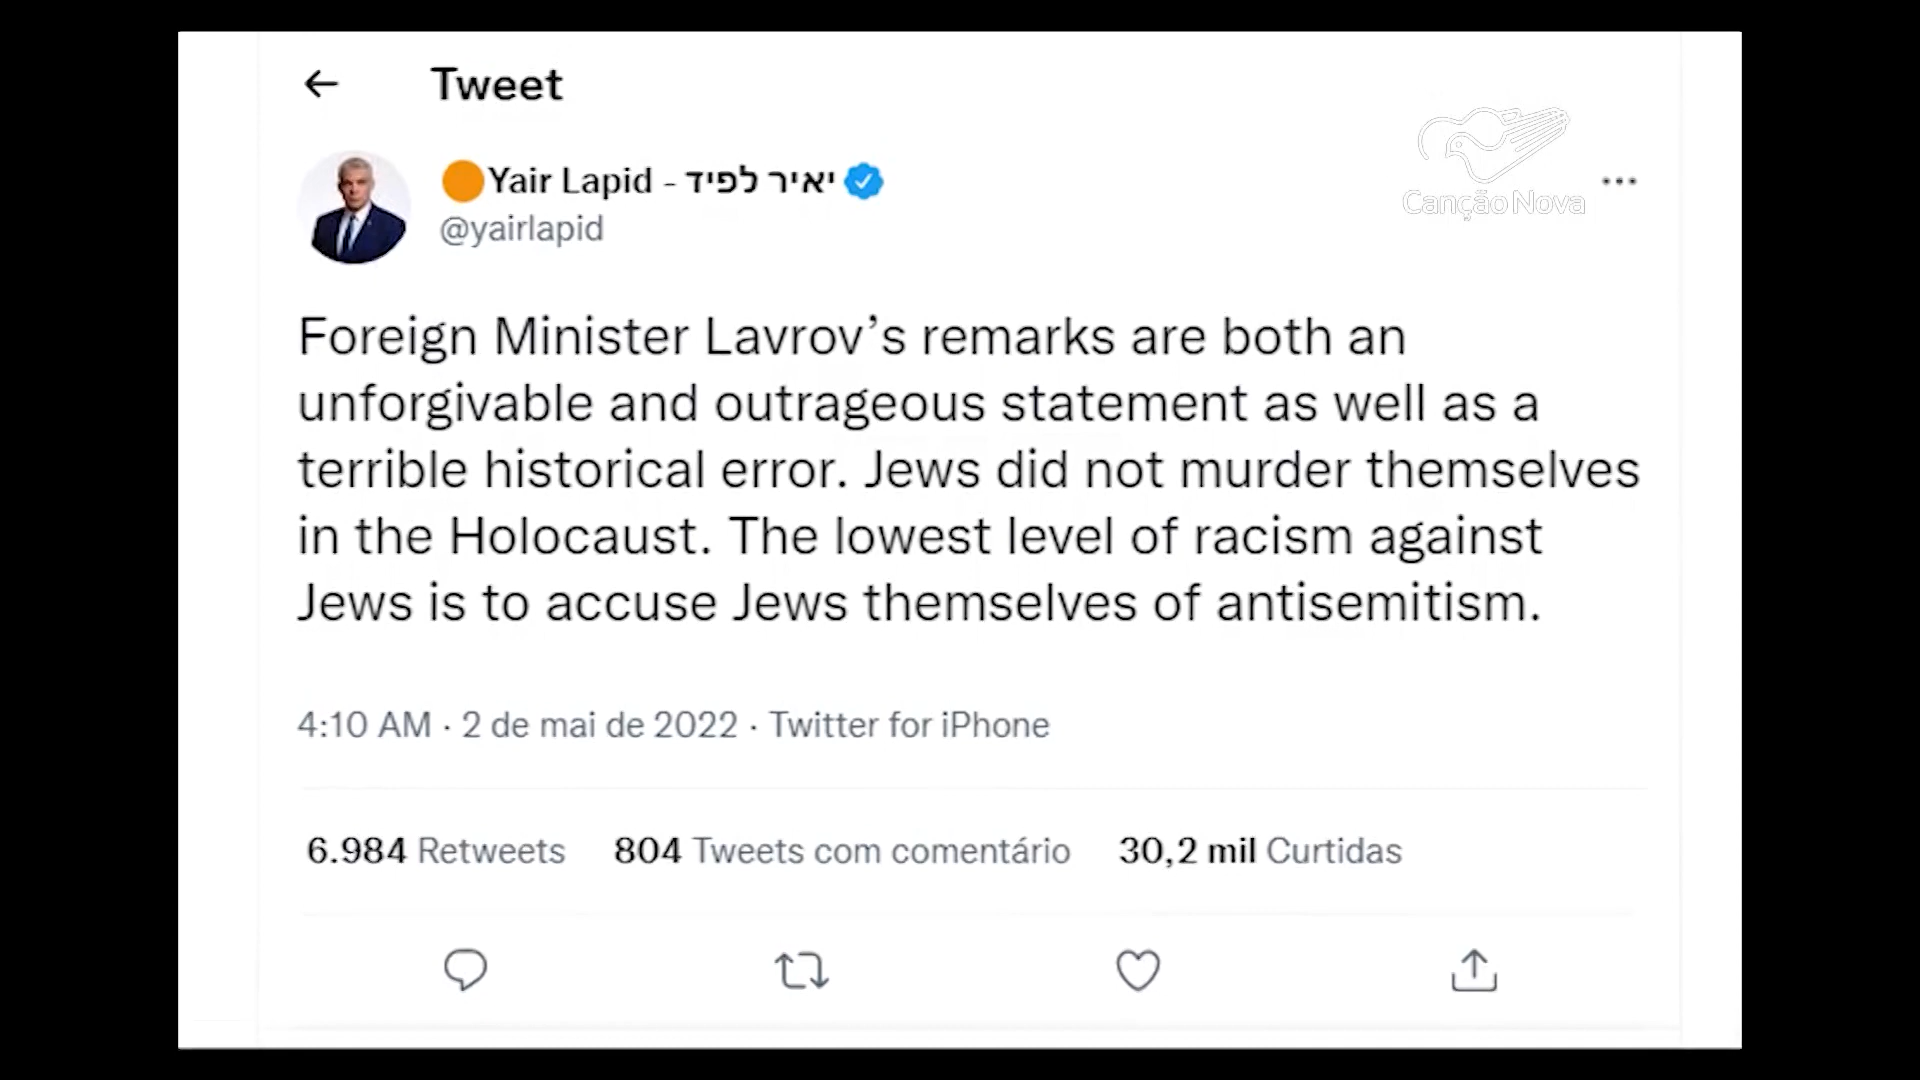 Tweet
Yair Lapid - יאיר לפיד
@yairlapid
Canção Nova
Foreign Minister Lavrov’s remarks are both an
unforgivable and outrageous statement as well as a
terrible historical error. Jews did not murder themselves
in the Holocaust. The lowest level of racism against
Jews is to accuse Jews themselves of antisemitism.
4:10 AM · 2 de mai de 2022 · Twitter for iPhone
6.984 Retweets 804 Tweets com comentário 30,2 mil Curtidas